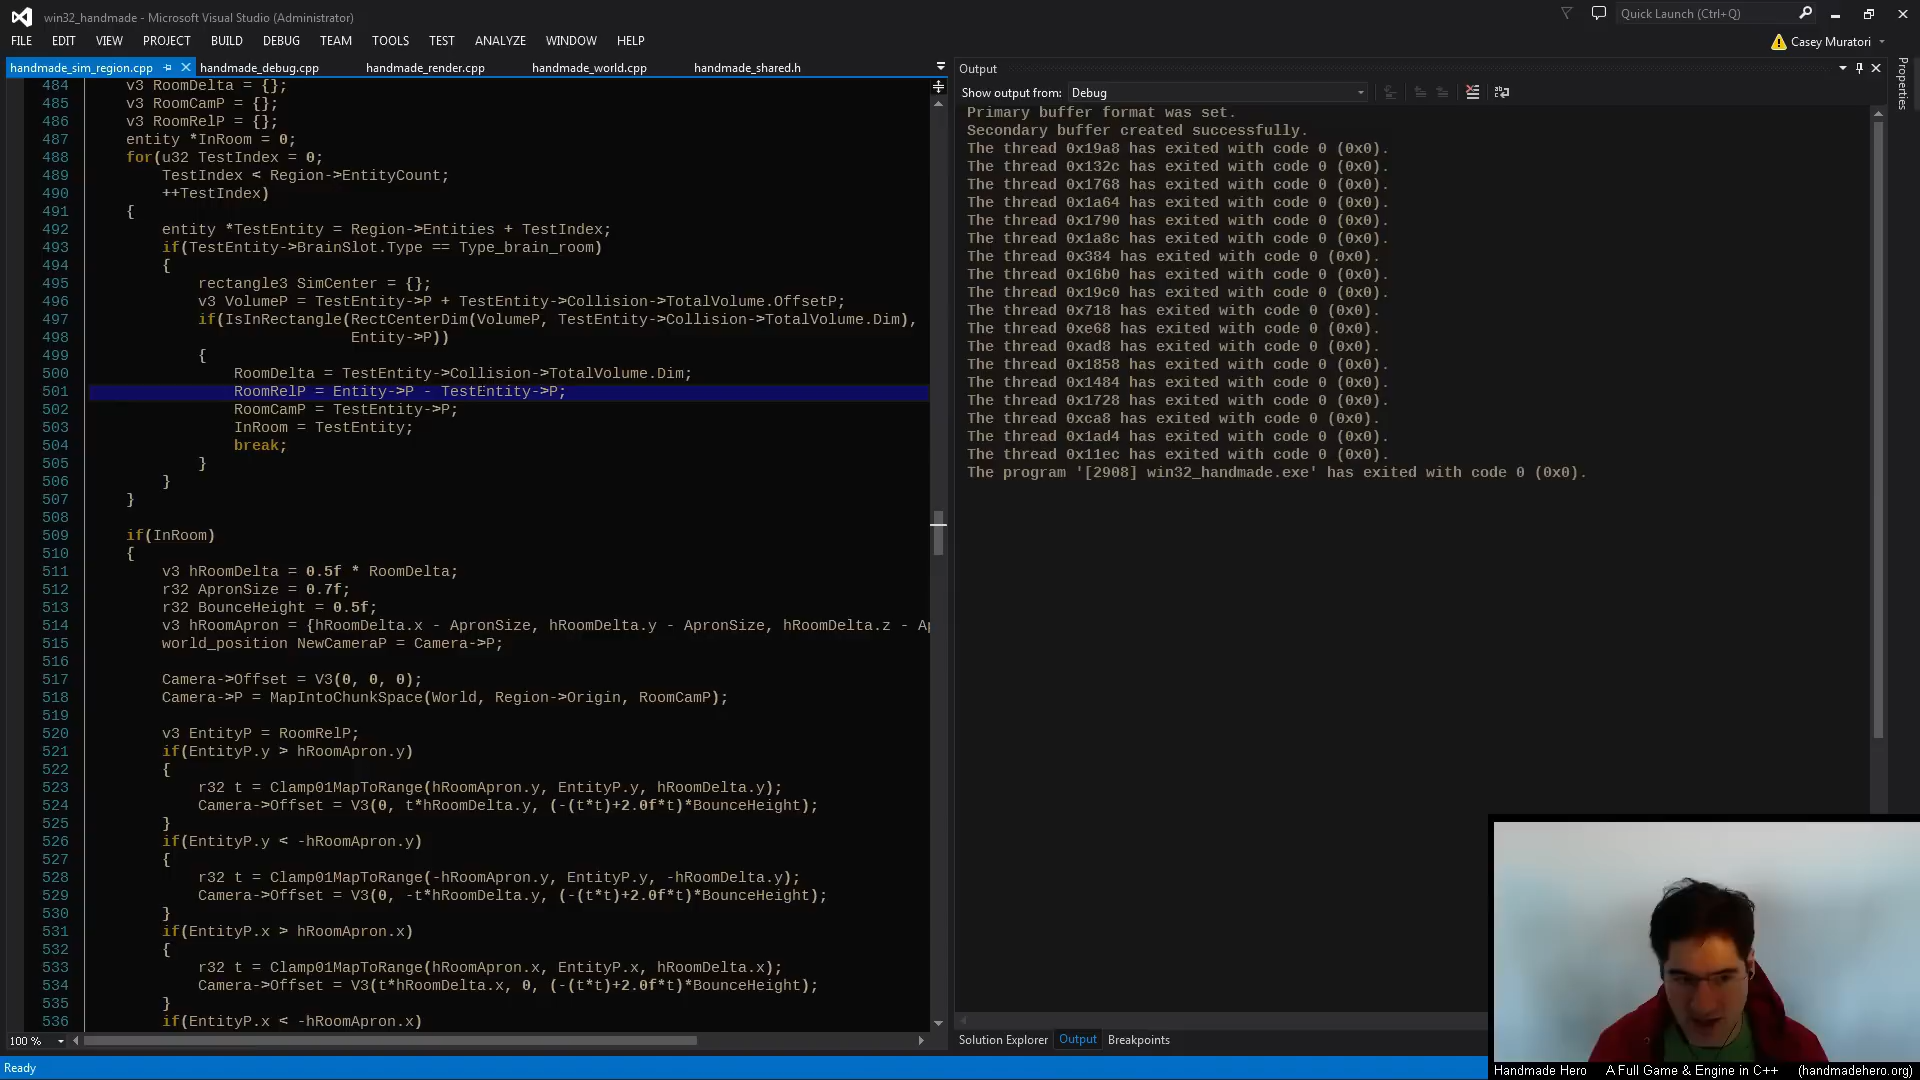 win32_handmade - Microsoft Visual Studio (Administrator)
Quick Launch (Ctrl+Q)
FILE EDIT VIEW PROJECT BUILD DEBUG TEAM TOOLS TEST ANALYZE WINDOW HELP
Casey Muratori
handmade_sim_region.cpp handmade_debug.cpp handmade_render.cpp handmade_world.cpp handmade_shared.h
484 v3 RoomDelta = {};
485 v3 RoomCamP = {};
486 v3 RoomRelP = {};
487 entity *InRoom = 0;
488 for(u32 TestIndex = 0;
489 TestIndex < Region->EntityCount;
490 ++TestIndex)
491 {
492 entity *TestEntity = Region->Entities + TestIndex;
493 if(TestEntity->BrainSlot.Type == Type_brain_room)
494 {
495 rectangle3 SimCenter = {};
496 v3 VolumeP = TestEntity->P + TestEntity->Collision->TotalVolume.OffsetP;
497 if(IsInRectangle(RectCenterDim(VolumeP, TestEntity->Collision->TotalVolume.Dim),
498 Entity->P))
499 {
500 RoomDelta = TestEntity->Collision->TotalVolume.Dim;
501 RoomRelP = Entity->P - TestEntity->P;
502 RoomCamP = TestEntity->P;
503 InRoom = TestEntity;
504 break;
505 }
506 }
507 }
508
509 if(InRoom)
510 {
511 v3 hRoomDelta = 0.5f * RoomDelta;
512 r32 ApronSize = 0.7f;
513 r32 BounceHeight = 0.5f;
514 v3 hRoomApron = {hRoomDelta.x - ApronSize, hRoomDelta.y - ApronSize, hRoomDelta.z - Ap
515 world_position NewCameraP = Camera->P;
516
517 Camera->Offset = V3(0, 0, 0);
518 Camera->P = MapIntoChunkSpace(World, Region->Origin, RoomCamP);
519
520 v3 EntityP = RoomRelP;
521 if(EntityP.y > hRoomApron.y)
522 {
523 r32 t = Clamp01MapToRange(hRoomApron.y, EntityP.y, hRoomDelta.y);
524 Camera->Offset = V3(0, t*hRoomDelta.y, (-(t*t)+2.0f*t)*BounceHeight);
525 }
526 if(EntityP.y < -hRoomApron.y)
527 {
528 r32 t = Clamp01MapToRange(-hRoomApron.y, EntityP.y, -hRoomDelta.y);
529 Camera->Offset = V3(0, -t*hRoomDelta.y, (-(t*t)+2.0f*t)*BounceHeight);
530 }
531 if(EntityP.x > hRoomApron.x)
532 {
533 r32 t = Clamp01MapToRange(hRoomApron.x, EntityP.x, hRoomDelta.x);
534 Camera->Offset = V3(t*hRoomDelta.x, 0, (-(t*t)+2.0f*t)*BounceHeight);
535 }
536 if(EntityP.x < -hRoomApron.x)
100 %
Output
Show output from: Debug
Primary buffer format was set.
Secondary buffer created successfully.
The thread 0x19a8 has exited with code 0 (0x0).
The thread 0x132c has exited with code 0 (0x0).
The thread 0x1768 has exited with code 0 (0x0).
The thread 0x1a64 has exited with code 0 (0x0).
The thread 0x1790 has exited with code 0 (0x0).
The thread 0x1a8c has exited with code 0 (0x0).
The thread 0x384 has exited with code 0 (0x0).
The thread 0x16b0 has exited with code 0 (0x0).
The thread 0x19c0 has exited with code 0 (0x0).
The thread 0x718 has exited with code 0 (0x0).
The thread 0xe68 has exited with code 0 (0x0).
The thread 0xad8 has exited with code 0 (0x0).
The thread 0x1858 has exited with code 0 (0x0).
The thread 0x1484 has exited with code 0 (0x0).
The thread 0x1728 has exited with code 0 (0x0).
The thread 0xca8 has exited with code 0 (0x0).
The thread 0x1ad4 has exited with code 0 (0x0).
The thread 0x11ec has exited with code 0 (0x0).
The program '[2908] win32_handmade.exe' has exited with code 0 (0x0).
Properties
Solution Explorer Output Breakpoints
Ready
Handmade Hero A Full Game & Engine in C++ (handmadehero.org)